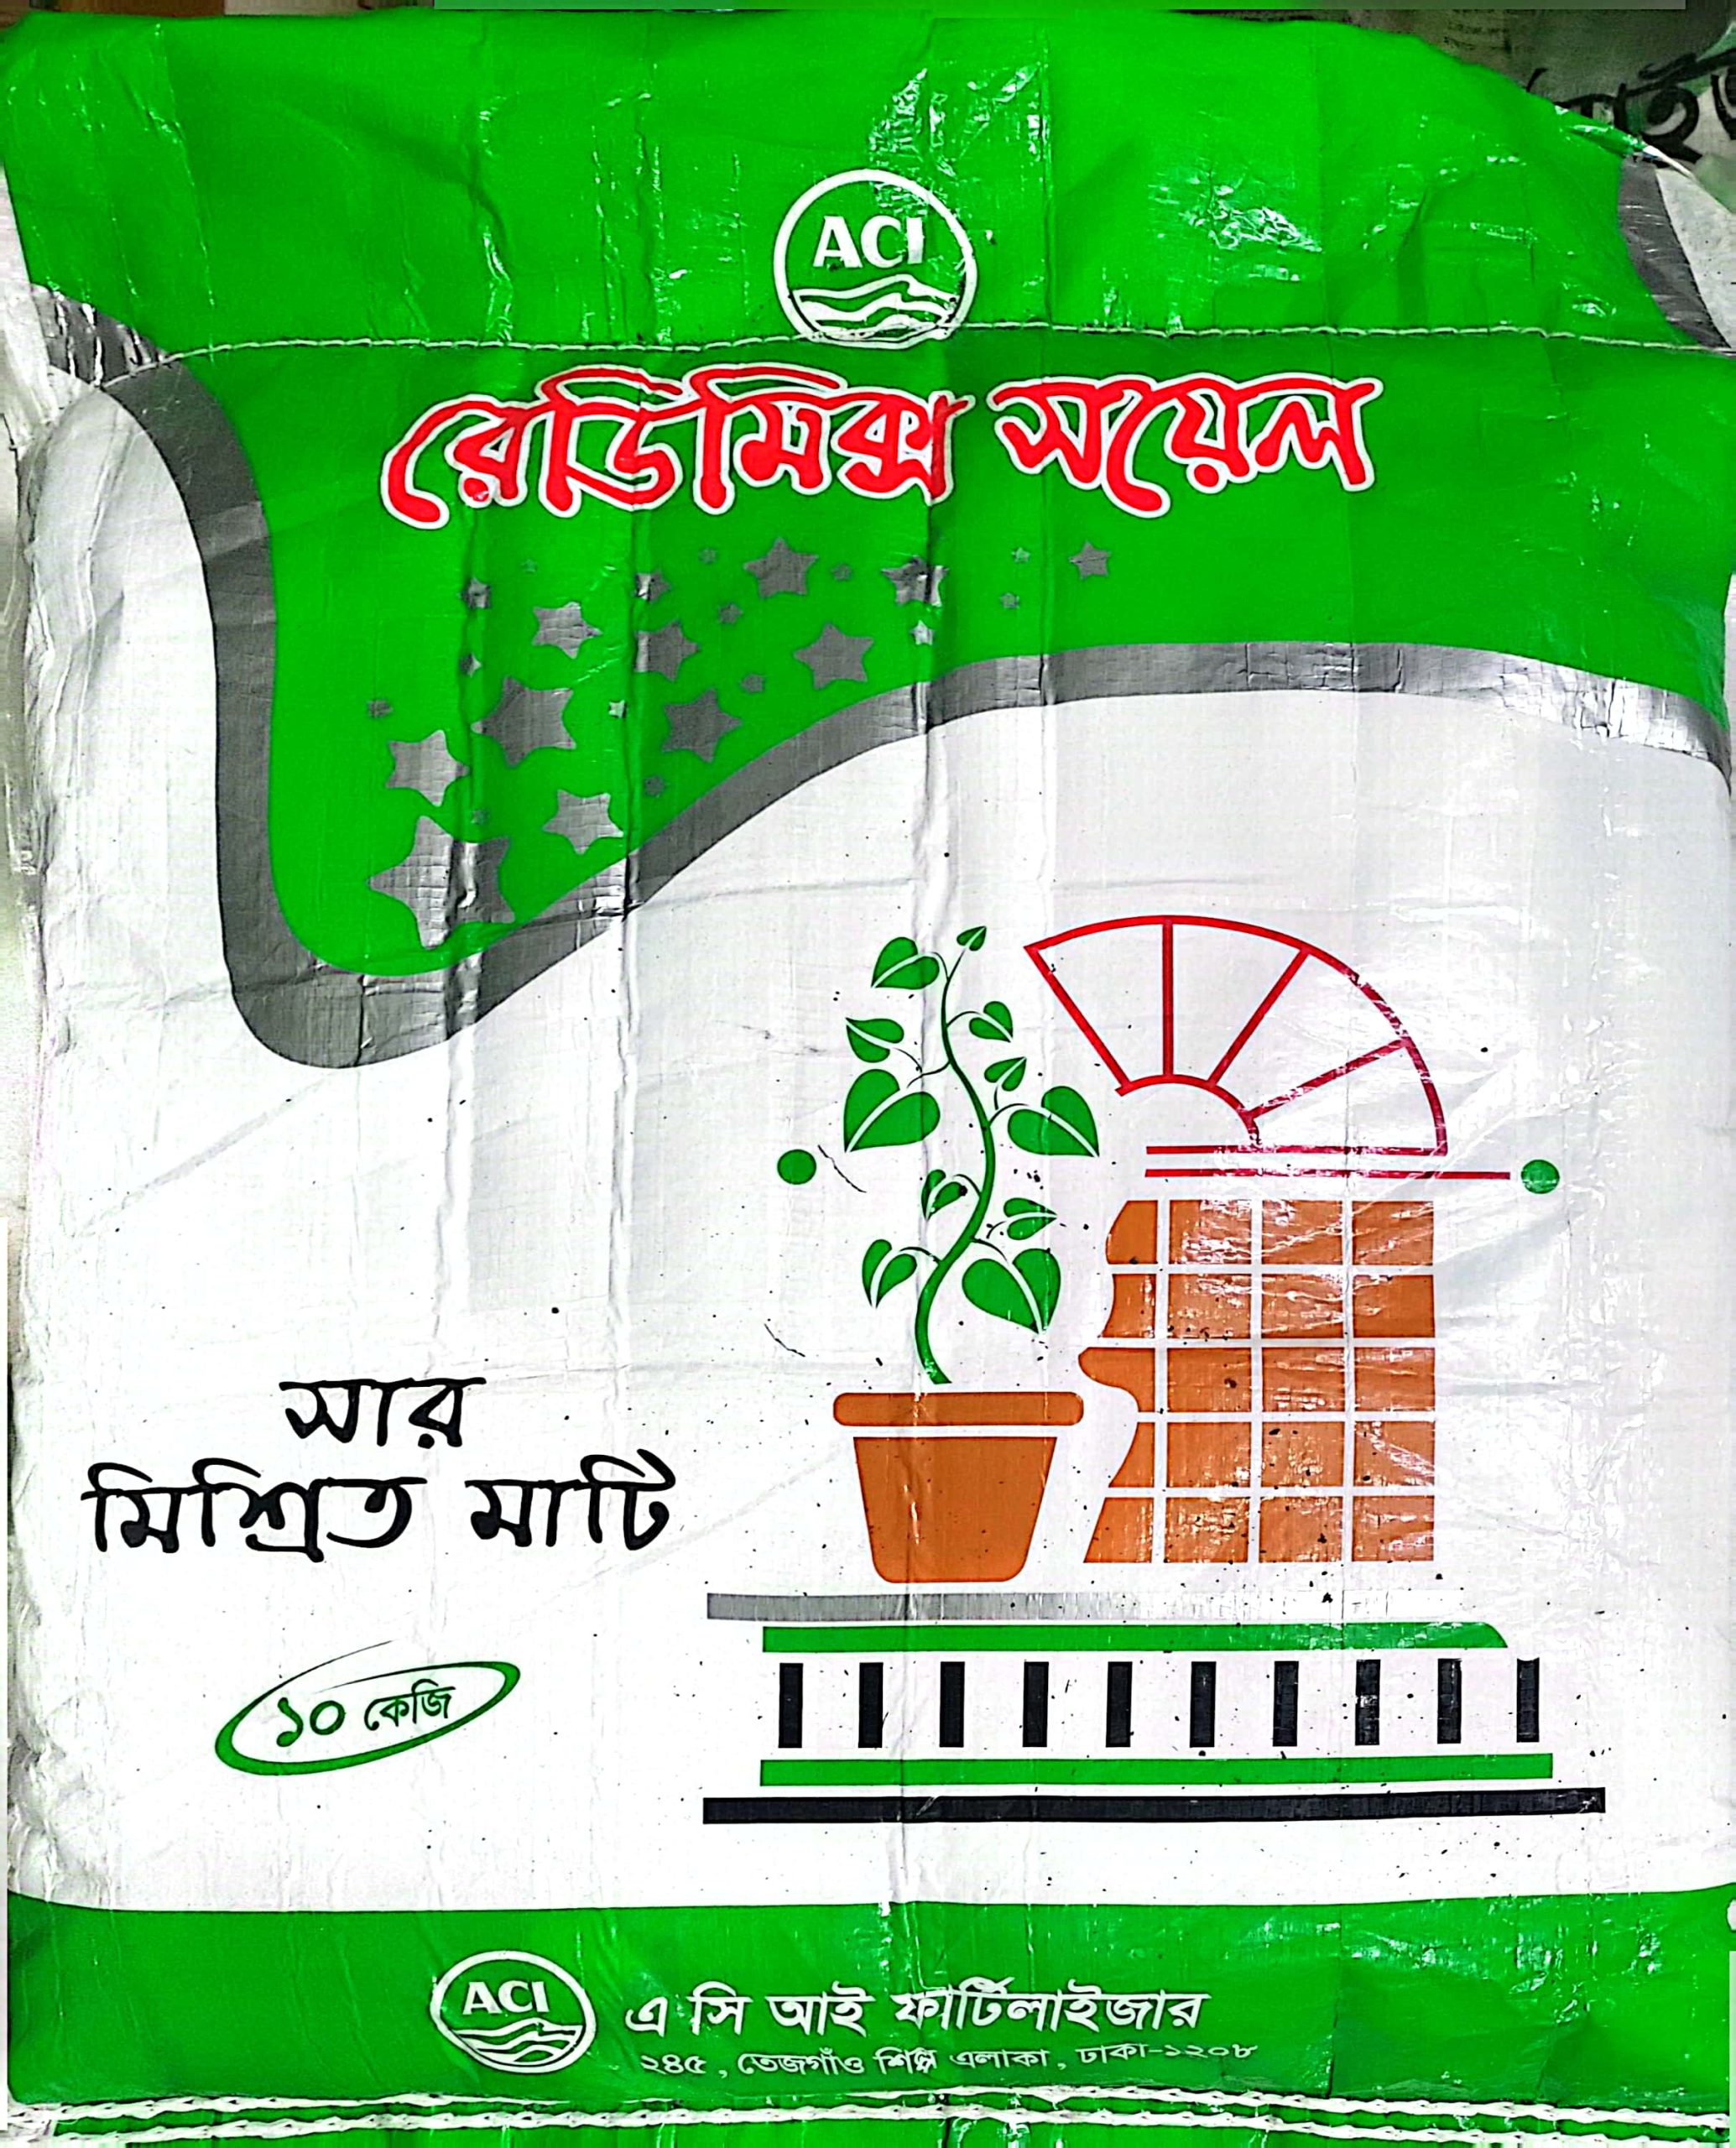 ACI
রেডিমিক্স সয়েল
সার
মিশ্রিত মাটি
১০ কেজি
ACI
এ সি আই ফার্টিলাইজার
২৪৫, তেজগাঁও শিল্প এলাকা, ঢাকা-১২০৮